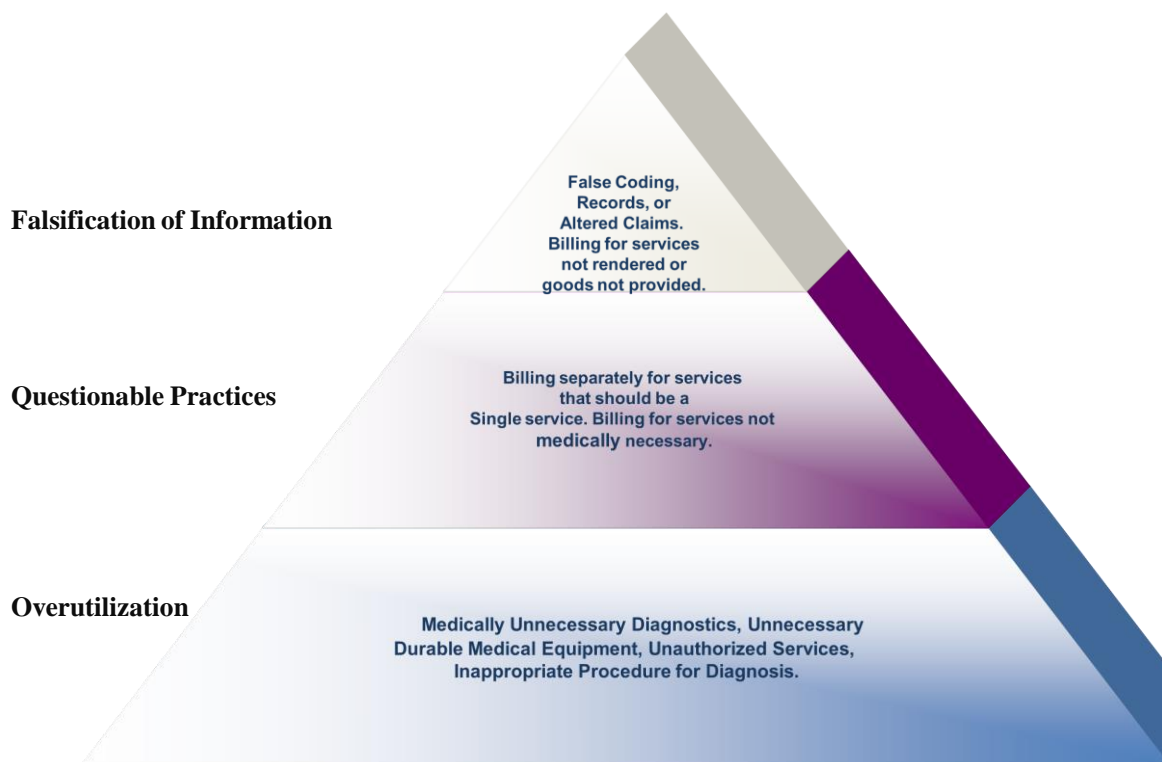 False Coding,
Records, or
Altered Claims.
Falsification of Information
Billing for services
not rendered or
goods not provided.
Billing separately for services
Questionable Practices
that should be a
Single service. Billing for services not
medically necessary.
Overutilization
Medically Unnecessary Diagnostics, Unnecessary
Durable Medical Equipment, Unauthorized Services,
Inappropriate Procedure for Diagnosis.